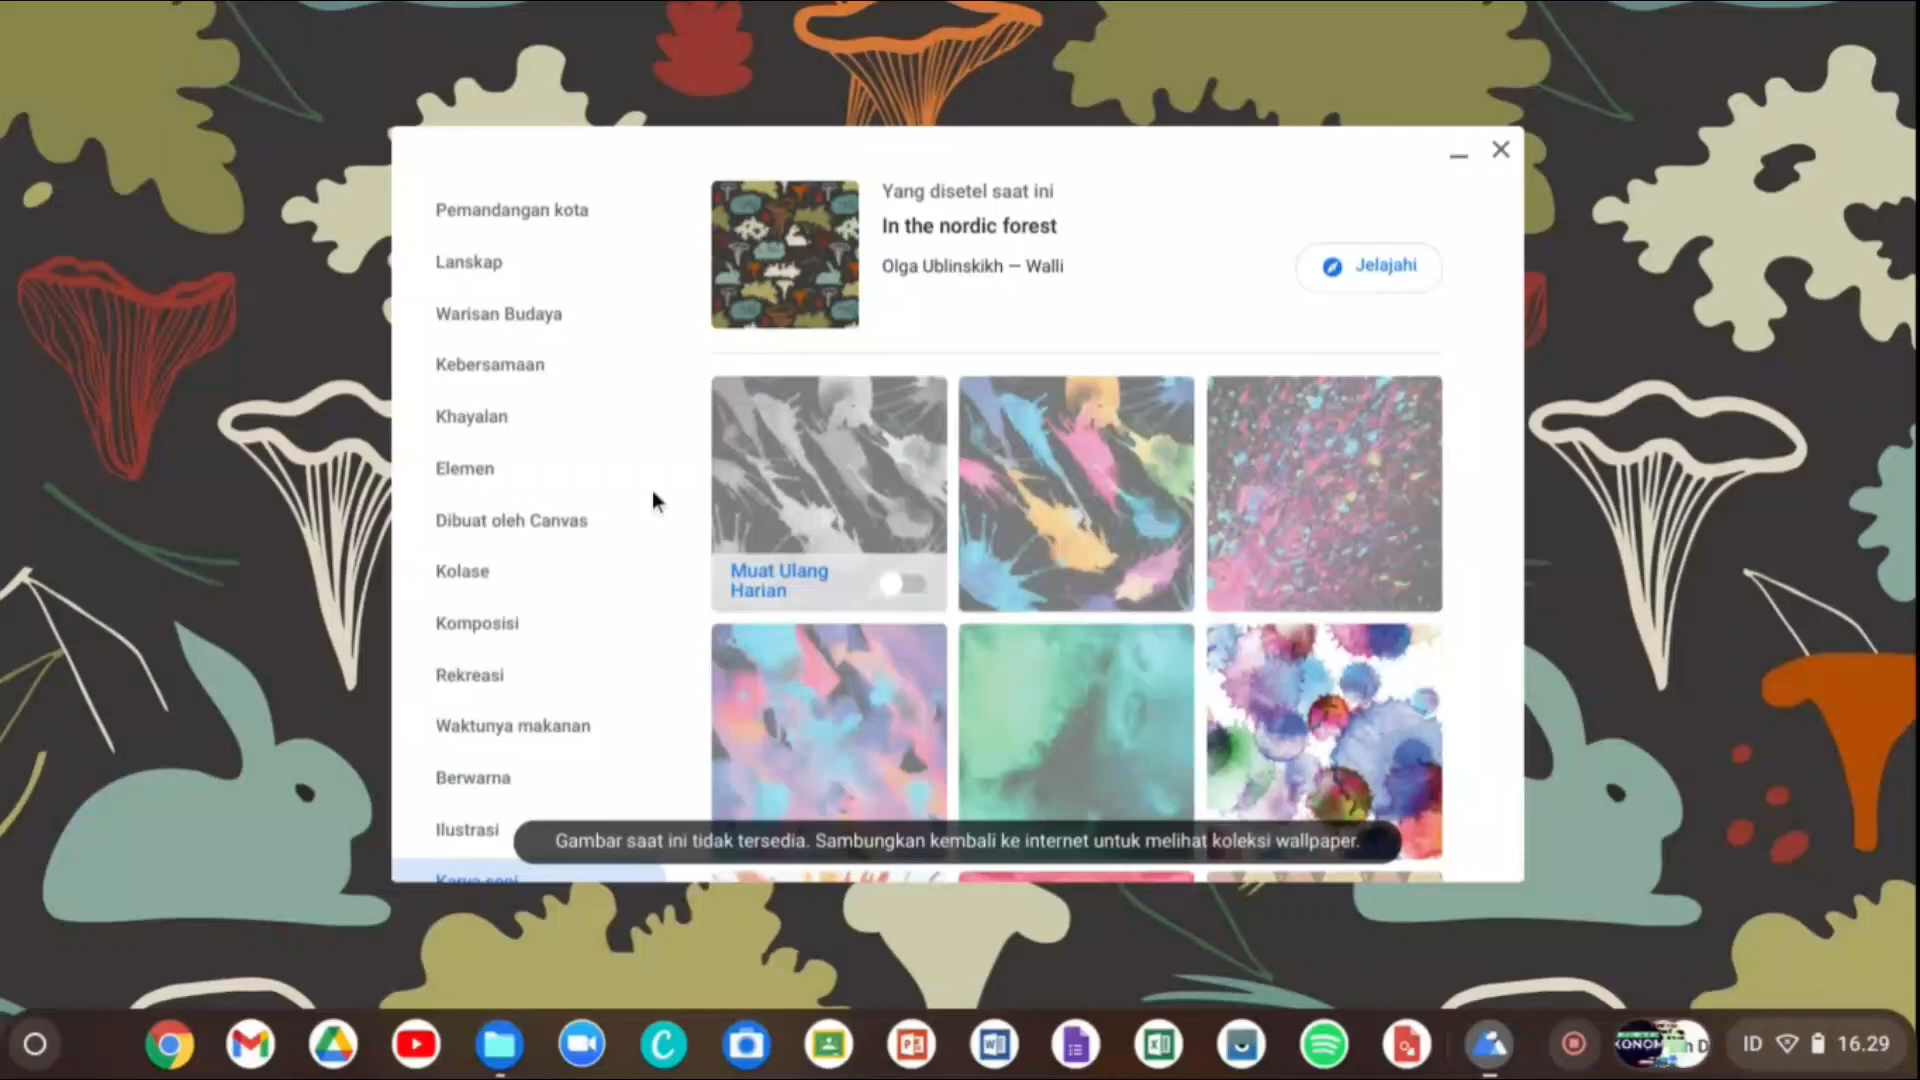 Pemandangan kota
Lanskap
Warisan Budaya
Kebersamaan
Khayalan
Elemen
Dibuat oleh Canvas
Kolase
Komposisi
Rekreasi
Waktunya makanan
Berwarna
Ilustrasi
Karya seni
Yang disetel saat ini
In the nordic forest
Olga Ublinskikh — Walli
Jelajahi
Muat Ulang
Harian
Gambar saat ini tidak tersedia. Sambungkan kembali ke internet untuk melihat koleksi wallpaper.
ID
16.29